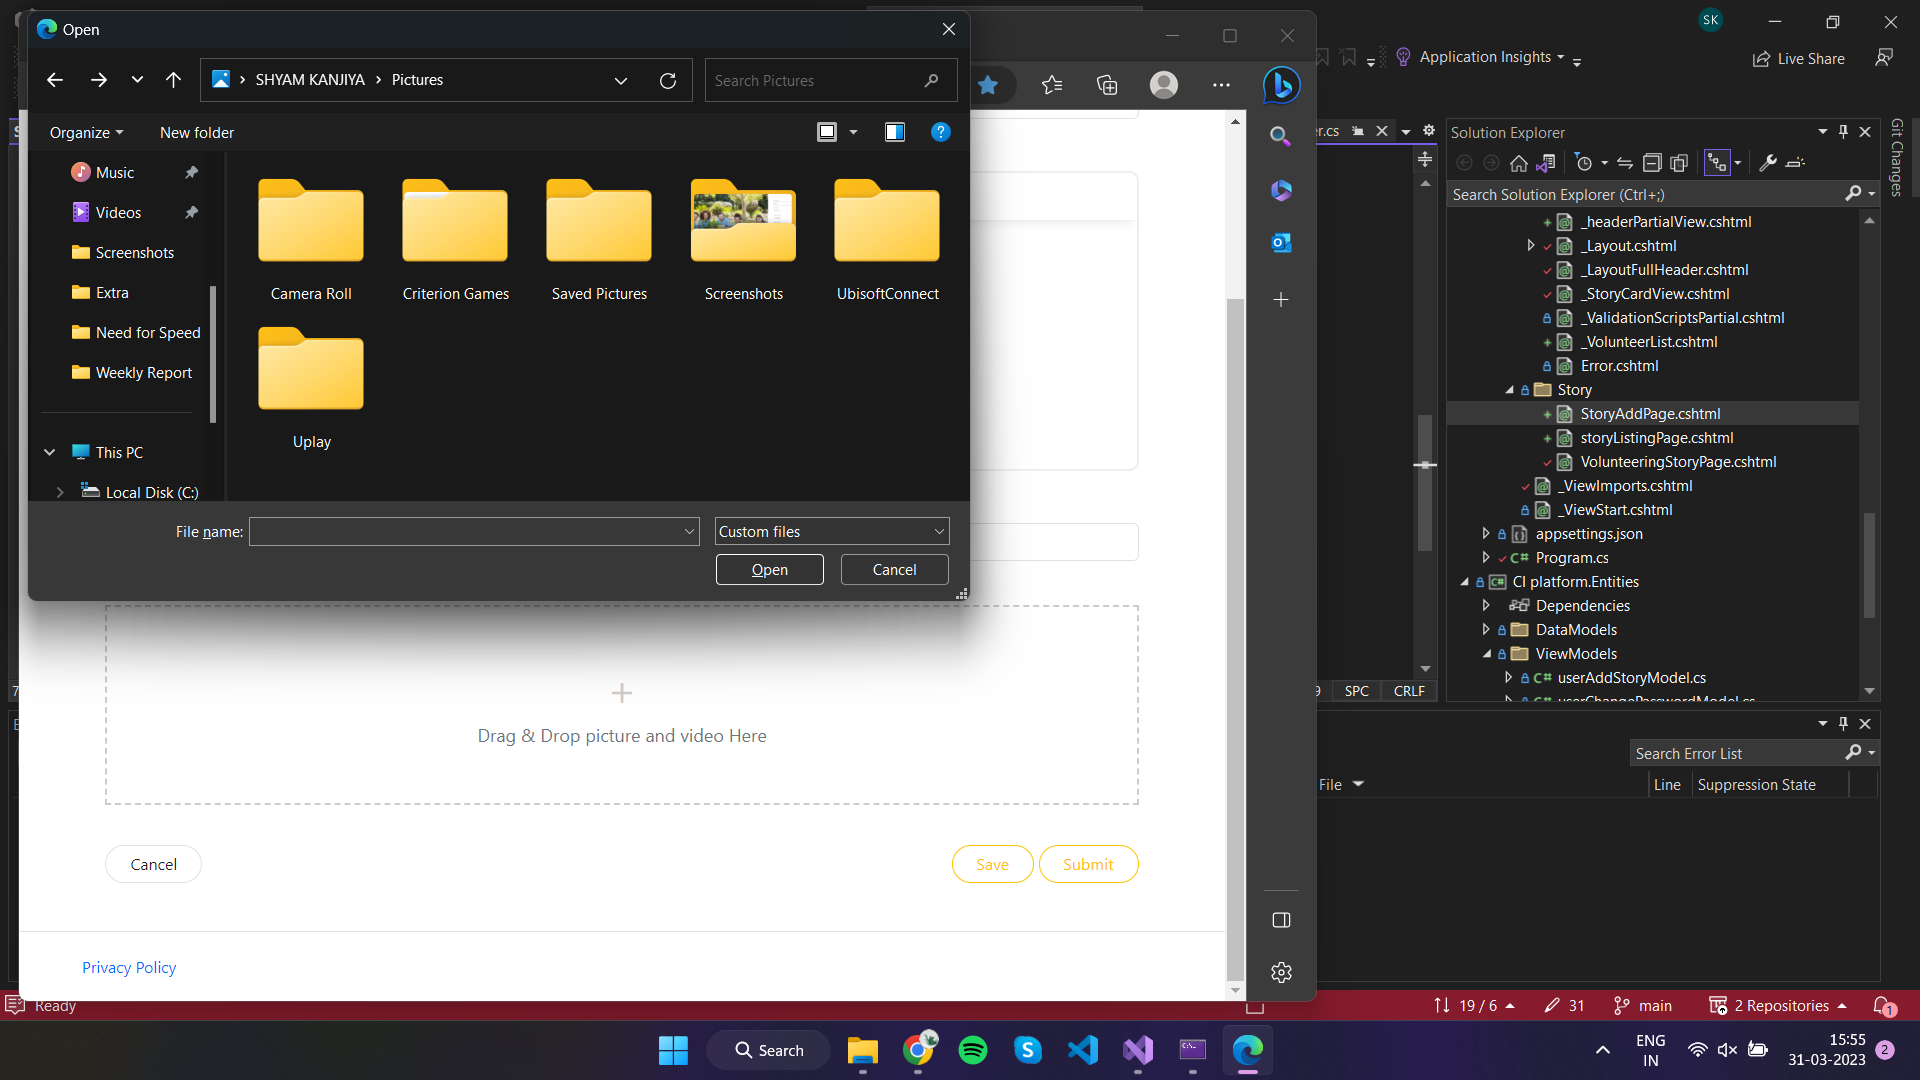 Open
SHYAM KANJIYA
Pictures
Search Pictures
Organize
New folder
Music
Videos
Screenshots
Extra
Need for Speed
Weekly Report
This PC
Local Disk (C:)
Camera Roll
Criterion Games
Saved Pictures
Screenshots
UbisoftConnect
Uplay
File name:
Custom files
Open
Cancel
Drag & Drop picture and video Here
Cancel
Save
Submit
Privacy Policy
SK
Application Insights
Live Share
Git Changes
er.cs
Solution Explorer
Search Solution Explorer (Ctrl+;)
_headerPartialView.cshtml
_Layout.cshtml
_LayoutFullHeader.cshtml
_StoryCardView.cshtml
_ValidationScriptsPartial.cshtml
_VolunteerList.cshtml
Error.cshtml
Story
StoryAddPage.cshtml
storyListingPage.cshtml
VolunteeringStoryPage.cshtml
_ViewImports.cshtml
_ViewStart.cshtml
appsettings.json
Program.cs
CI platform.Entities
Dependencies
DataModels
ViewModels
userAddStoryModel.cs
userChangePasswordModel.cs
9 SPC CRLF
Search Error List
File
Line
Suppression State
Ready
19 / 6
31
main
2 Repositories
1
Search
ENG
IN
15:55
31-03-2023
2